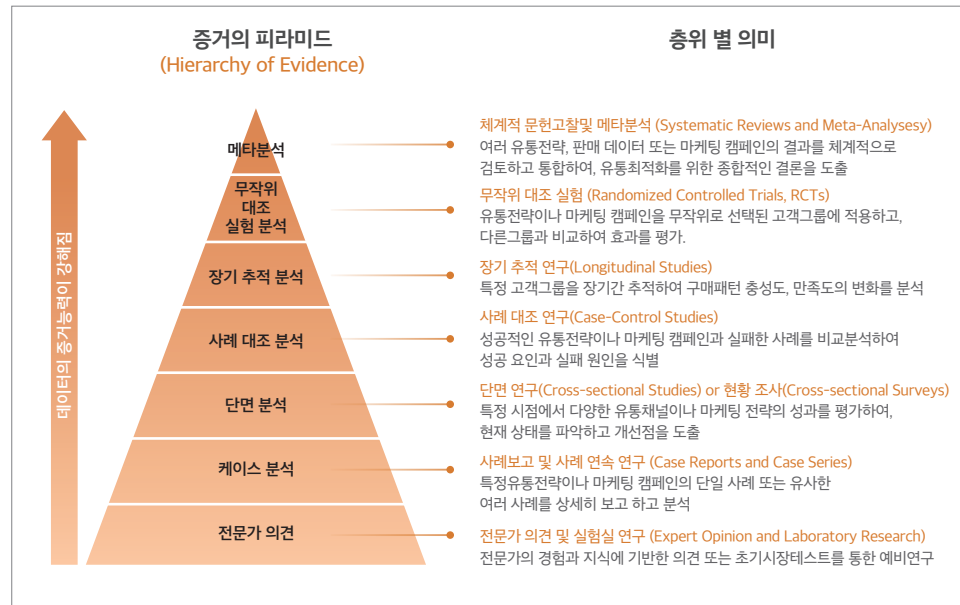 증거의 피라미드
(Hierarchy of Evidence)
층위 별 의미
데이터의 증거능력이 강해짐
메타분석
체계적 문헌고찰및 메타분석 (Systematic Reviews and Meta-Analysesy)
여러 유통전략, 판매 데이터 또는 마케팅 캠페인의 결과를 체계적으로
검토하고 통합하여, 유통최적화를 위한 종합적인 결론을 도출
무작위
대조
실험 분석
무작위 대조 실험 (Randomized Controlled Trials, RCTs)
유통전략이나 마케팅 캠페인을 무작위로 선택된 고객그룹에 적용하고,
다른그룹과 비교하여 효과를 평가.
장기 추적 분석
장기 추적 연구(Longitudinal Studies)
특정 고객그룹을 장기간 추적하여 구매패턴 충성도, 만족도의 변화를 분석
사례 대조 분석
사례 대조 연구(Case-Control Studies)
성공적인 유통전략이나 마케팅 캠페인과 실패한 사례를 비교분석하여
성공 요인과 실패 원인을 식별
단면 분석
단면 연구(Cross-sectional Studies) or 현황 조사(Cross-sectional Surveys)
특정 시점에서 다양한 유통채널이나 마케팅 전략의 성과를 평가하여,
현재 상태를 파악하고 개선점을 도출
케이스 분석
사례보고 및 사례 연속 연구 (Case Reports and Case Series)
특정유통전략이나 마케팅 캠페인의 단일 사례 또는 유사한
여러 사례를 상세히 보고 하고 분석
전문가 의견
전문가 의견 및 실험실 연구 (Expert Opinion and Laboratory Research)
전문가의 경험과 지식에 기반한 의견 또는 초기시장테스트를 통한 예비연구